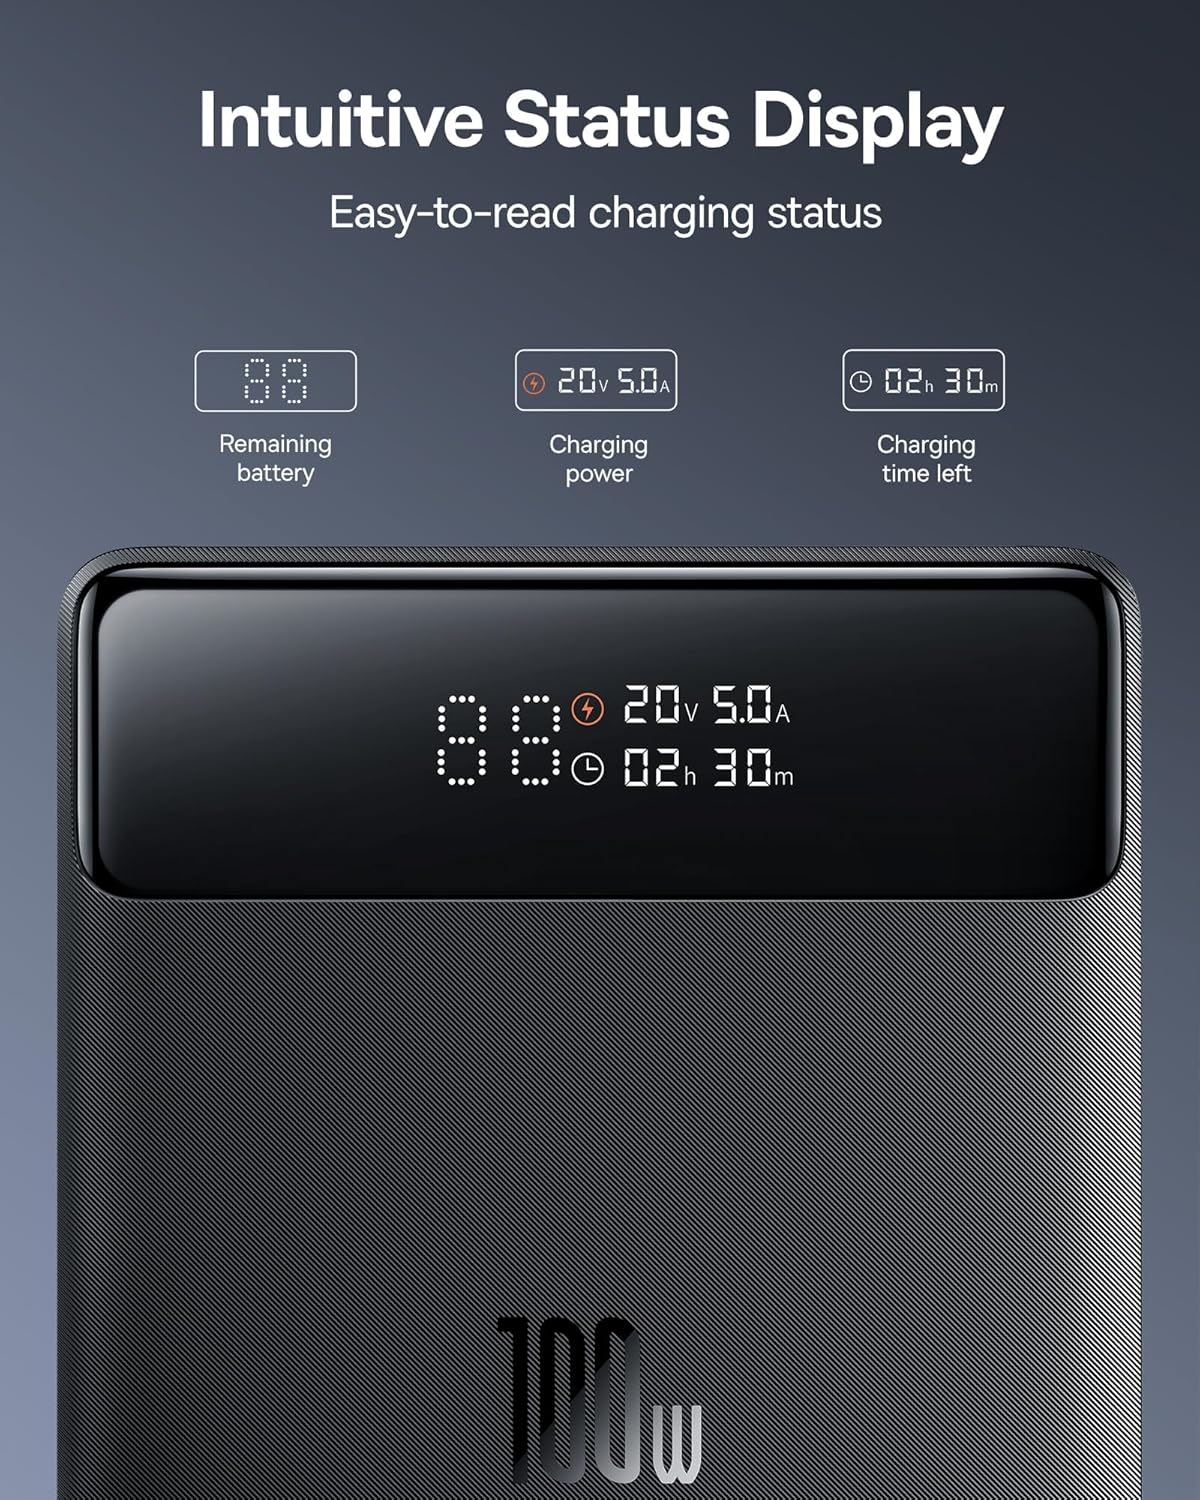 Intuitive Status Display
Easy-to-read charging status
88
20V 5.0A
02h 30m
Remaining
battery
Charging
power
Charging
time left
88
20V 5.0A
02h 30m
100W